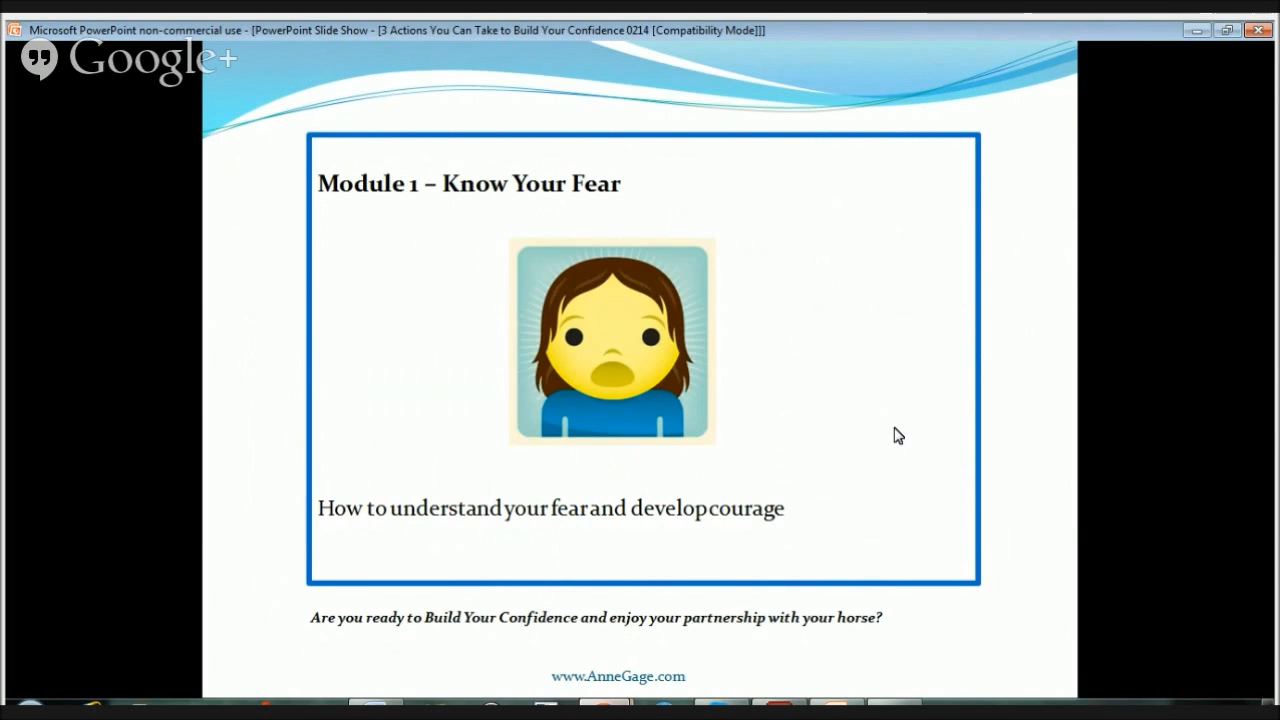 Microsoft PowerPoint non-commercial use - [PowerPoint Slide Show - [3 Actions You Can Take to Build Your Confidence 0214 [Compatibility Mode]]]
Google+
Module 1 – Know Your Fear
How to understand your fear and develop courage
Are you ready to Build Your Confidence and enjoy your partnership with your horse?
www.AnneGage.com